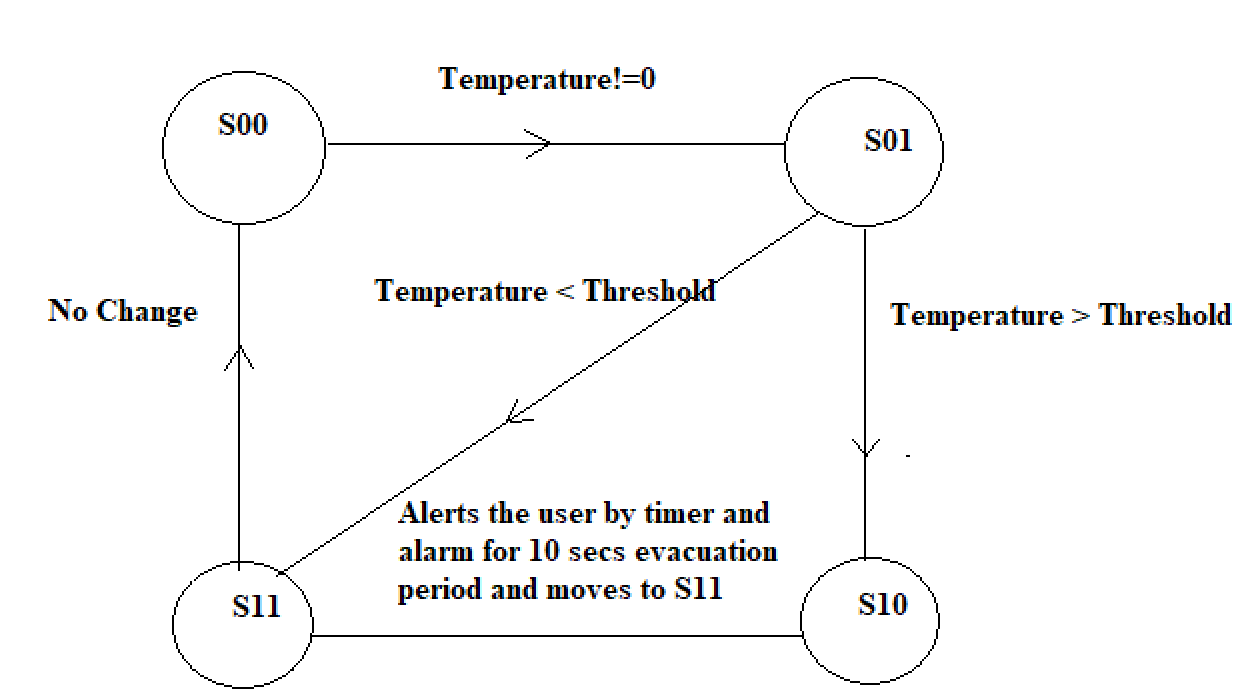 Temperature!=0
S00
S01
Temperature < Threshold
No Change
Temperature > Threshold
Alerts the user by timer and
alarm for 10 secs evacuation
period and moves to S11
S11
S10